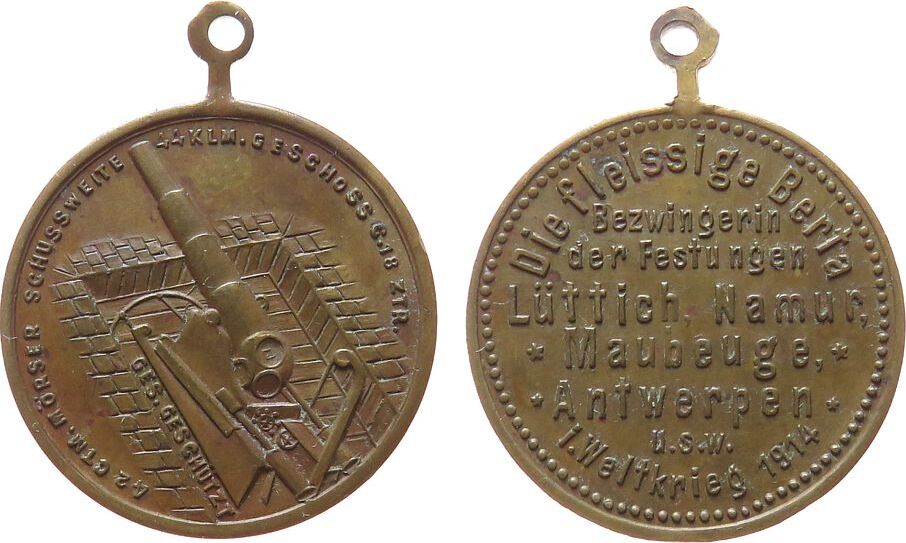 42 CTM. MÖRSER SCHUSSWEITE 44 KLM. GESCHOSS G. 18 ZTR.
GES. GESCHÜTZT
Die fleissige Berta
Bezwingerin
der Festungen
Lüttich, Namur,
* Maubeuge, *
* Antwerpen *
u.s.w.
i. Weltkrieg 1914